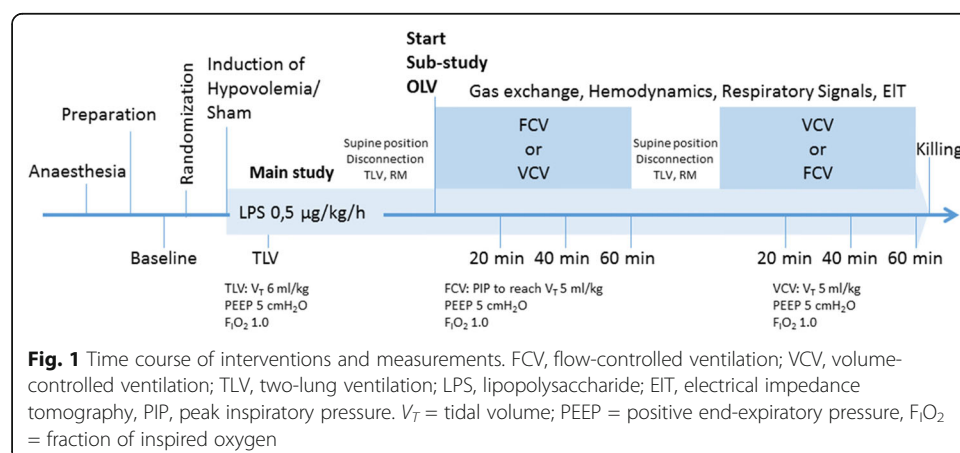 Start
Sub-study
OLV
Induction of
Hypovolemia/
Sham
Randomization
Preparation
Anaesthesia
Gas exchange, Hemodynamics, Respiratory Signals, EIT
FCV
or
VCV
VCV
or
FCV
Killing
Supine position
Disconnection
TLV, RM
Supine position
Disconnection
TLV, RM
Main study
LPS 0,5 µg/kg/h
Baseline
TLV
20 min 40 min 60 min
20 min 40 min 60 min
TLV: V_T 6 ml/kg
PEEP 5 cmH₂O
FᵢO₂ 1.0
FCV: PIP to reach V_T 5 ml/kg
PEEP 5 cmH₂O
FᵢO₂ 1.0
VCV: V_T 5 ml/kg
PEEP 5 cmH₂O
FᵢO₂ 1.0
Fig. 1 Time course of interventions and measurements. FCV, flow-controlled ventilation; VCV, volume-
controlled ventilation; TLV, two-lung ventilation; LPS, lipopolysaccharide; EIT, electrical impedance
tomography, PIP, peak inspiratory pressure. V_T = tidal volume; PEEP = positive end-expiratory pressure, FᵢO₂
= fraction of inspired oxygen